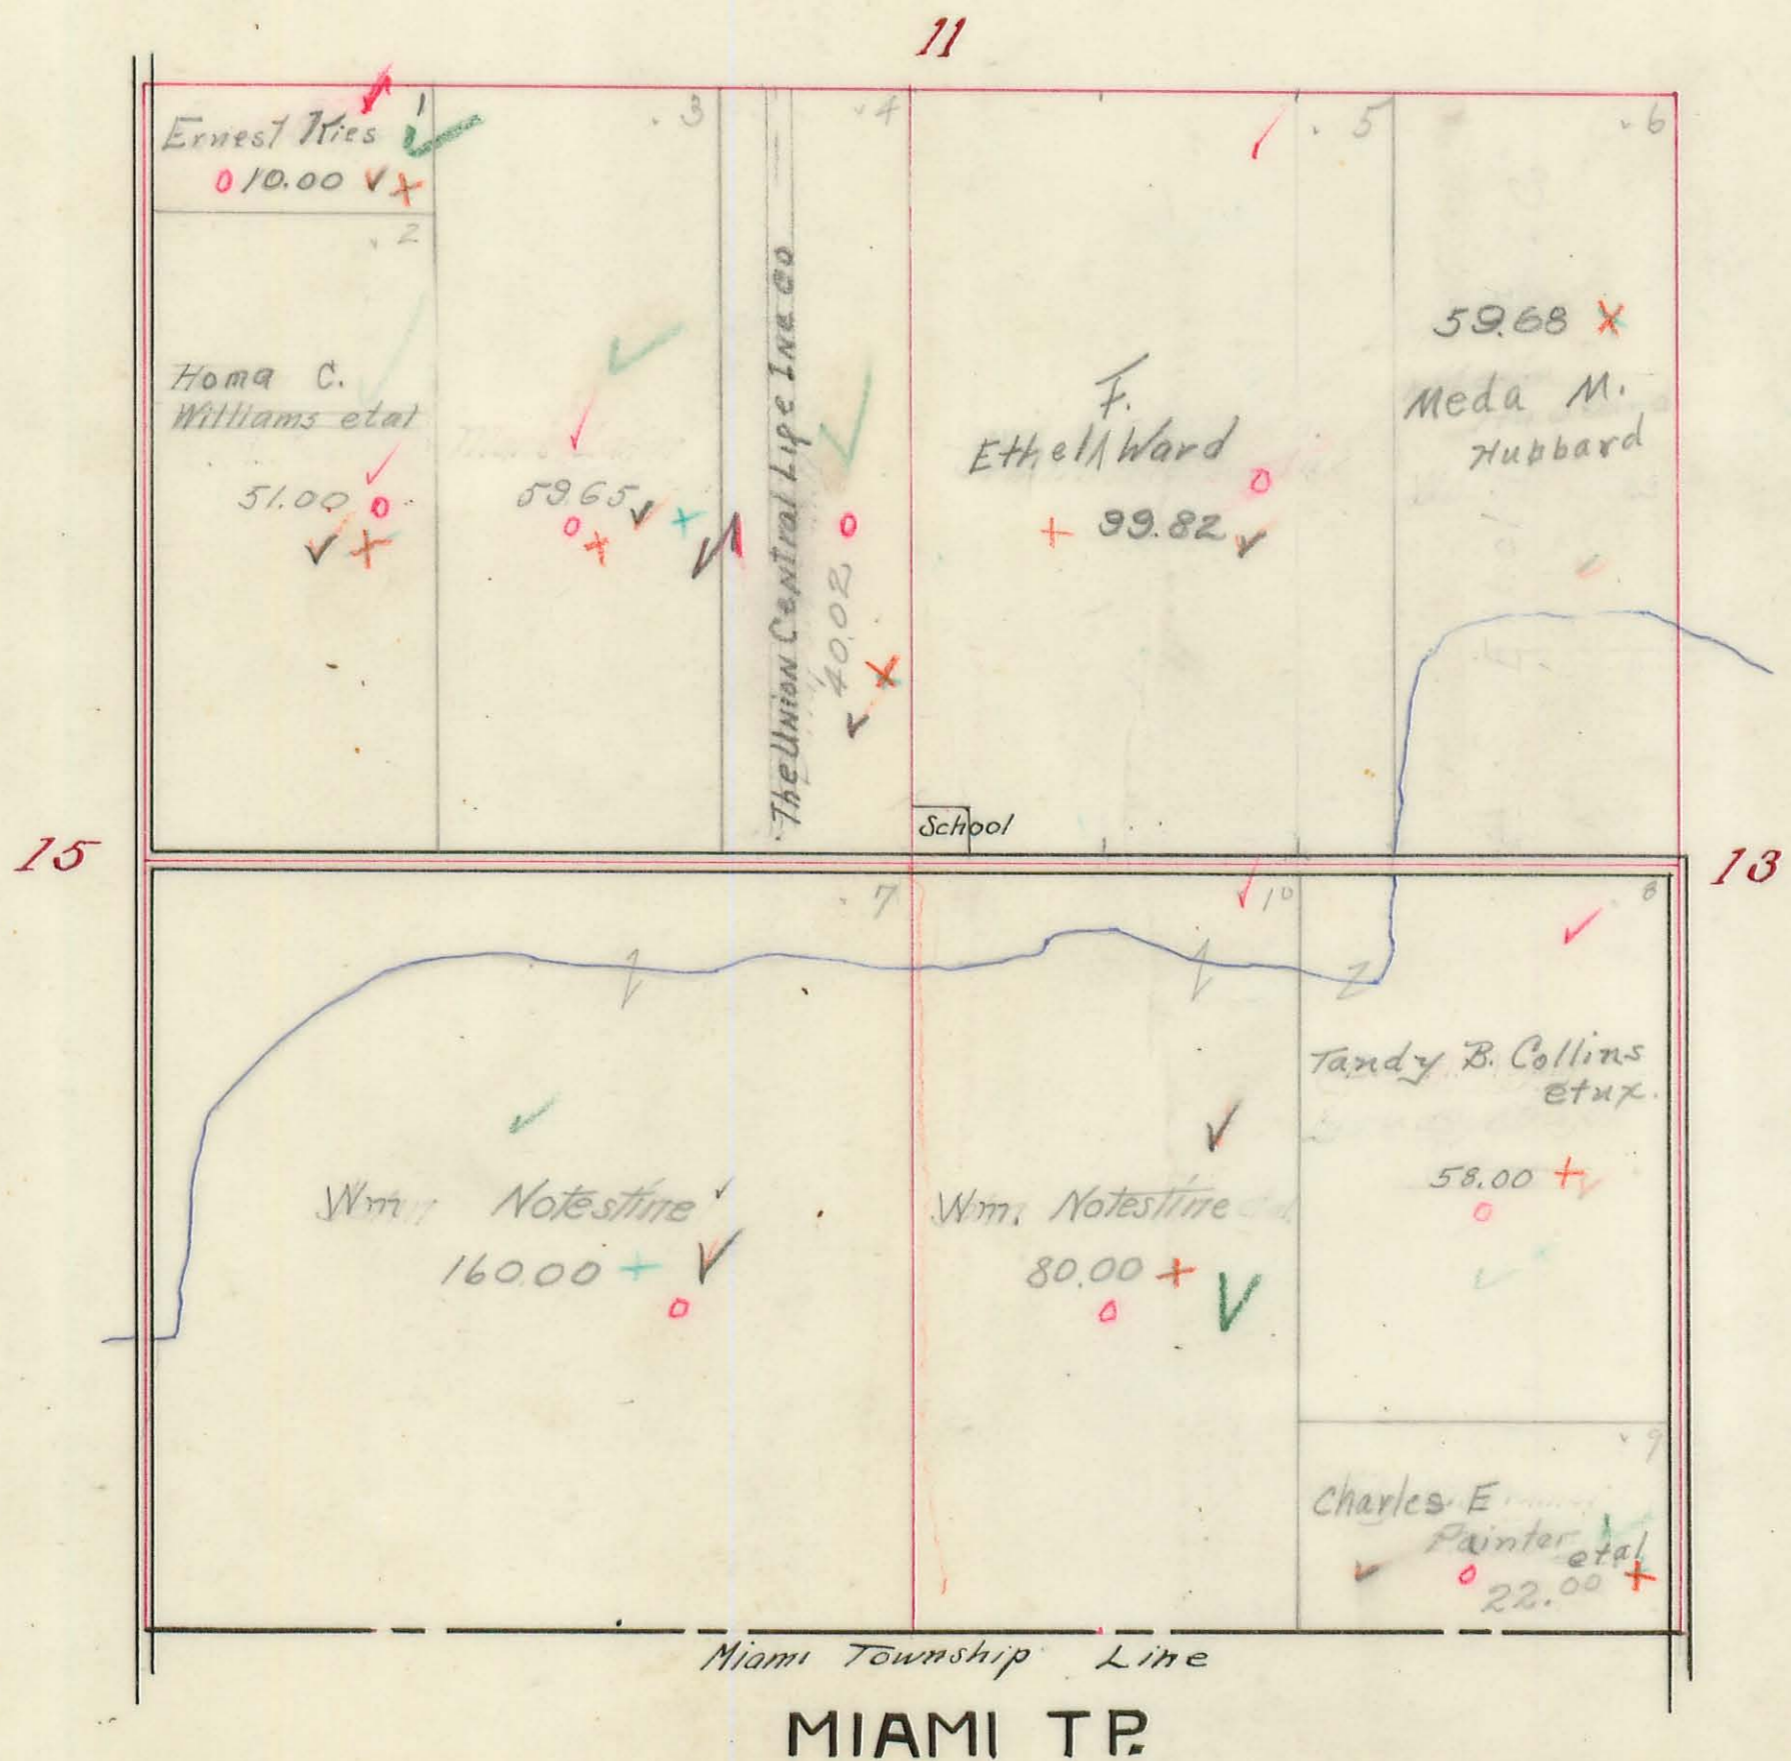 11
1
Ernest Kies
10.00
2
Homa C.
Williams etal
51.00
3
59.65
4
The Union Central Life Inc Co
40.02
5
F.
Ethel Ward
99.82
6
59.68
Meda M.
Hubbard
School
15
13
7
Wm Notestine
160.00
10
Wm. Notestine
80.00
8
Tandy B. Collins
etux.
58.00
9
Charles E
Painter
etal
22.00
Miami Township Line
MIAMI TP.